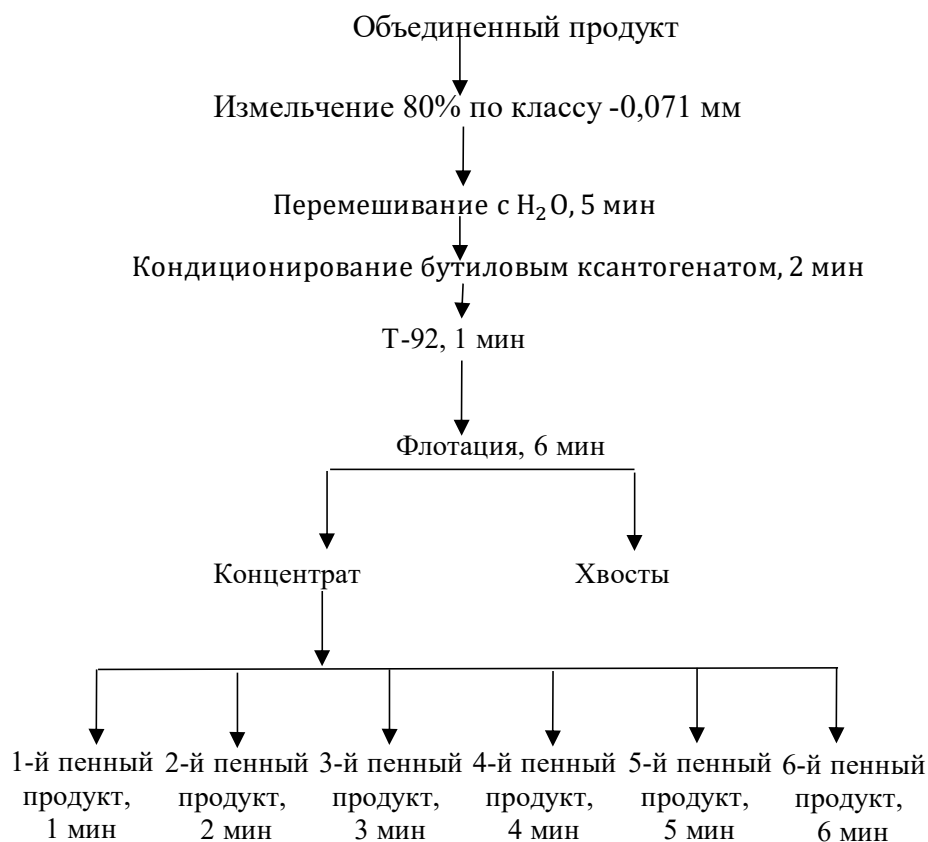 Объединенный продукт
Измельчение 80% по классу -0,071 мм
Перемешивание с H₂O, 5 мин
Кондиционирование бутиловым ксантогенатом, 2 мин
Т-92, 1 мин
Флотация, 6 мин
Концентрат
Хвосты
1-й пенный продукт, 1 мин
2-й пенный продукт, 2 мин
3-й пенный продукт, 3 мин
4-й пенный продукт, 4 мин
5-й пенный продукт, 5 мин
6-й пенный продукт, 6 мин